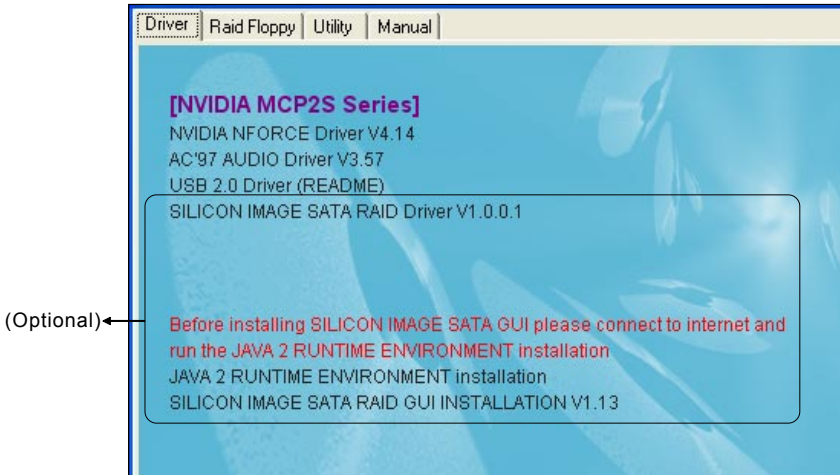 Driver Raid Floppy Utility Manual
[NVIDIA MCP2S Series]
NVIDIA NFORCE Driver V4.14
AC'97 AUDIO Driver V3.57
USB 2.0 Driver (README)
SILICON IMAGE SATA RAID Driver V1.0.0.1
(Optional)
Before installing SILICON IMAGE SATA GUI please connect to internet and
run the JAVA 2 RUNTIME ENVIRONMENT installation
JAVA 2 RUNTIME ENVIRONMENT installation
SILICON IMAGE SATA RAID GUI INSTALLATION V1.13